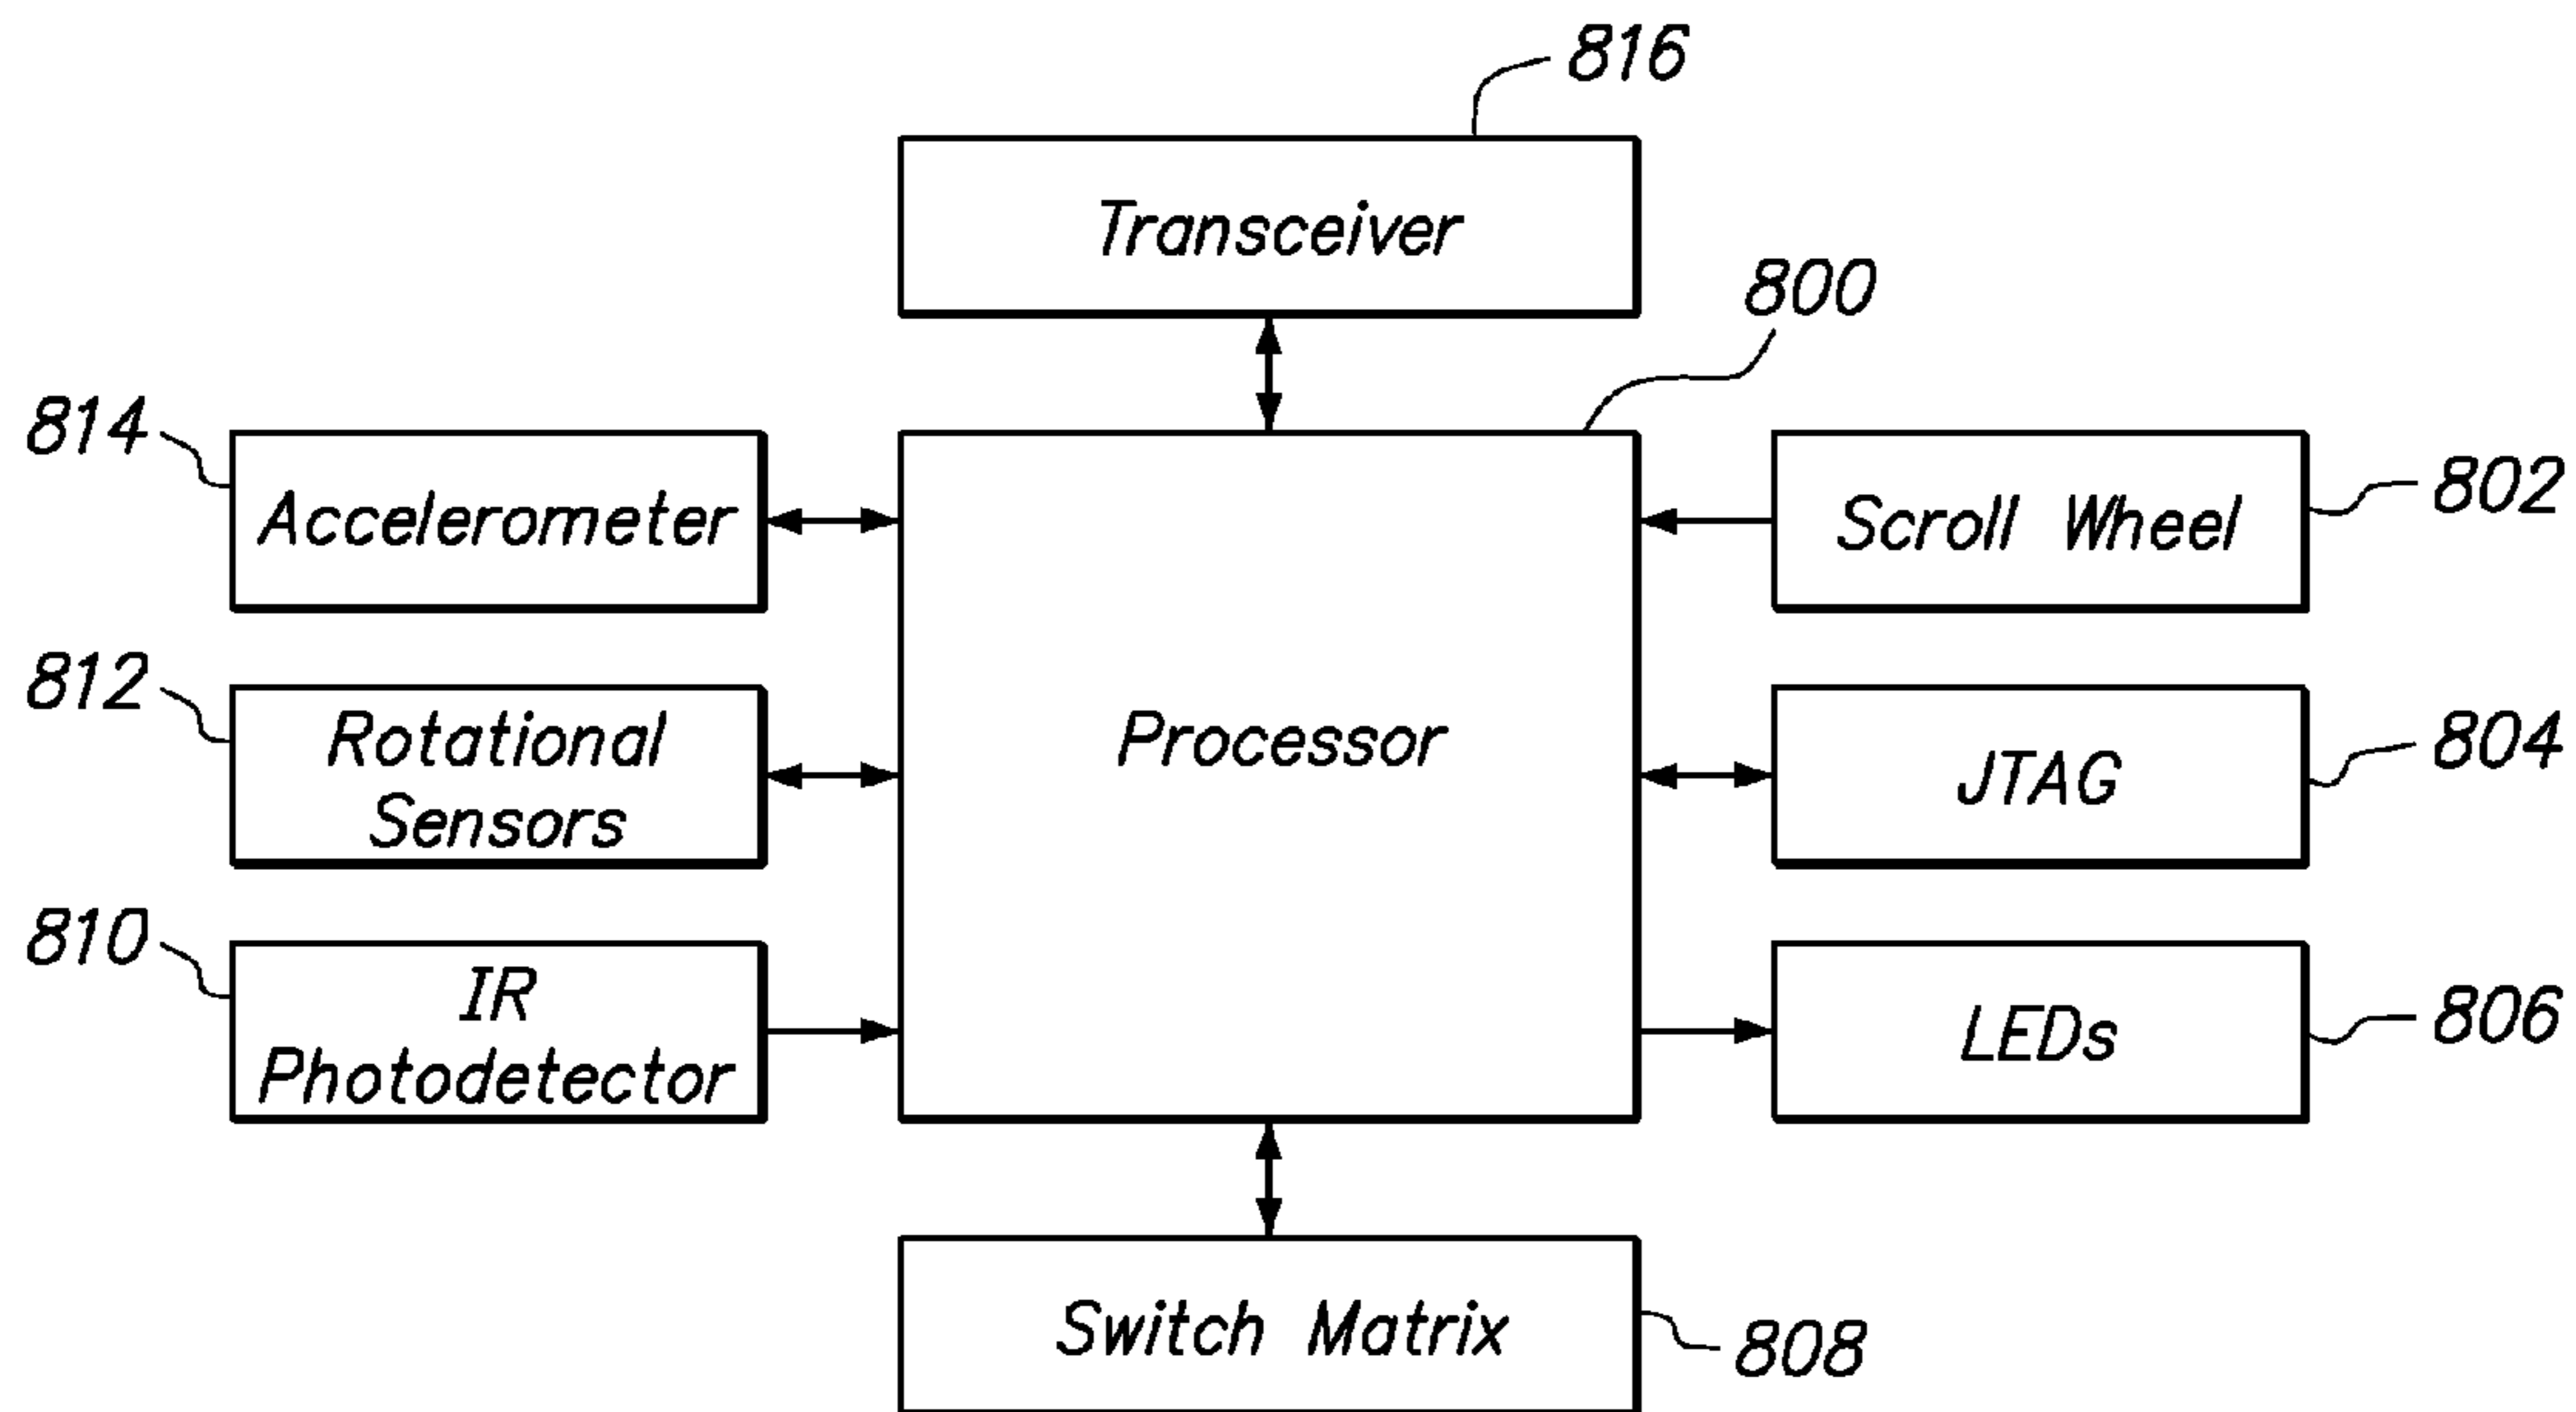 816
Transceiver
800
814
Accelerometer
Scroll Wheel
802
812
Rotational
Sensors
Processor
JTAG
804
810
IR
Photodetector
LEDs
806
Switch Matrix
808